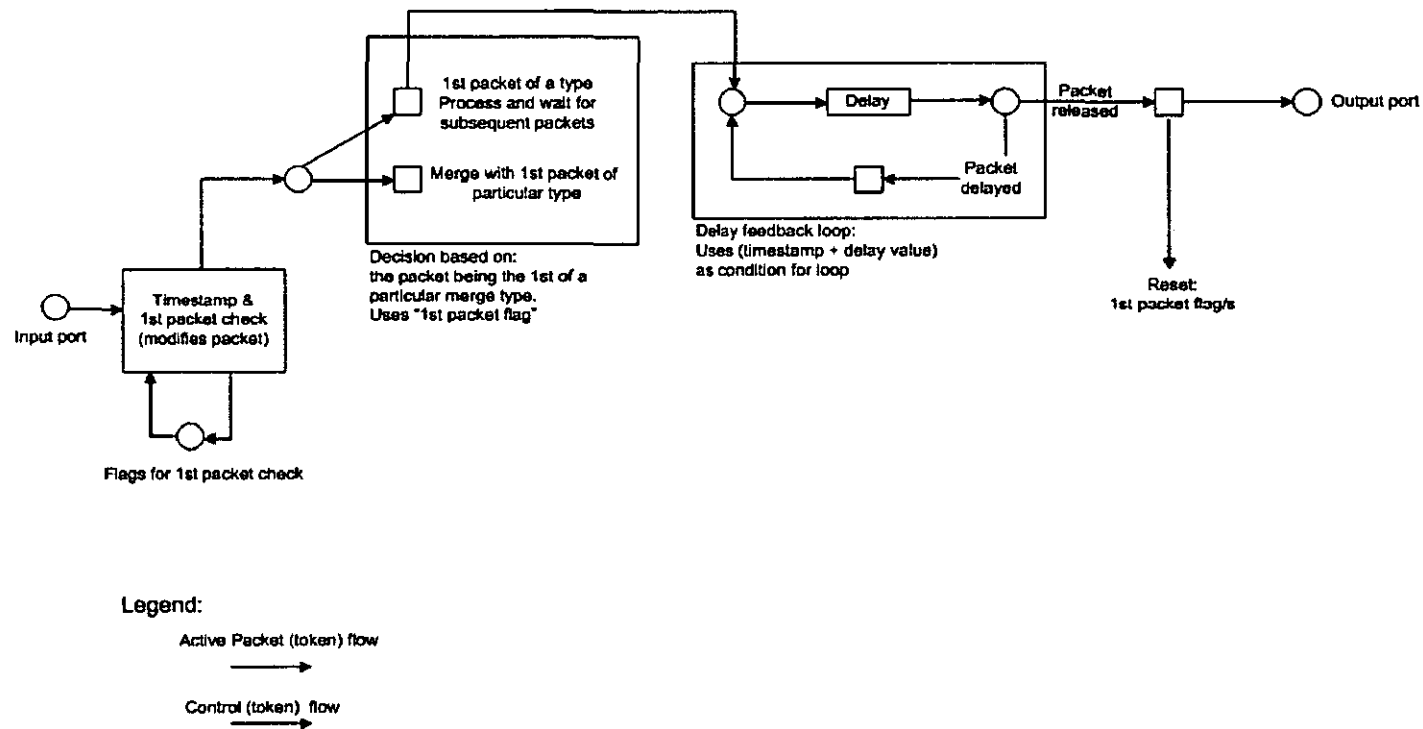 1st packet of a type
Process and wait for
subsequent packets
Merge with 1st packet of
particular type
Decision based on:
the packet being the 1st of a
particular merge type.
Uses "1st packet flag"
Delay
Packet
released
Output port
Packet
delayed
Delay feedback loop:
Uses (timestamp + delay value)
as condition for loop
Reset:
1st packet flag/s
Timestamp &
1st packet check
(modifies packet)
Input port
Flags for 1st packet check
Legend:
Active Packet (token) flow
Control (token) flow